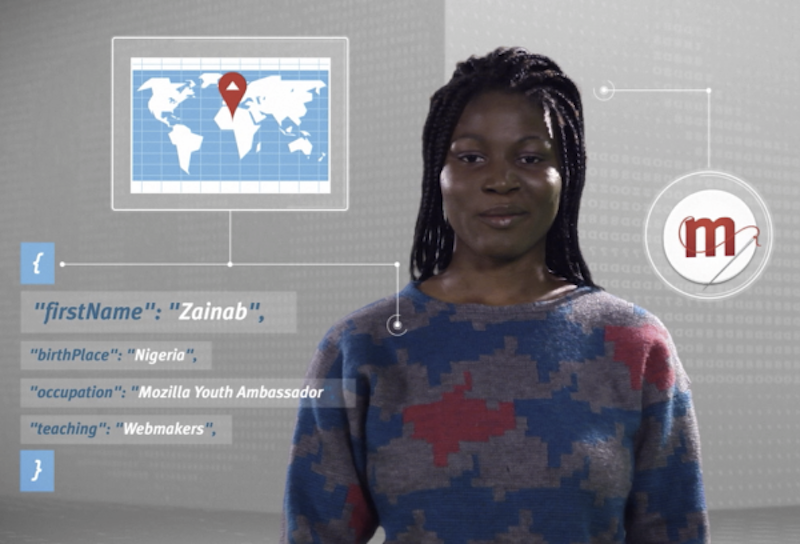 {
"firstName": "Zainab",
"birthPlace": "Nigeria",
"occupation": "Mozilla Youth Ambassador
"teaching": "Webmakers",
}
m